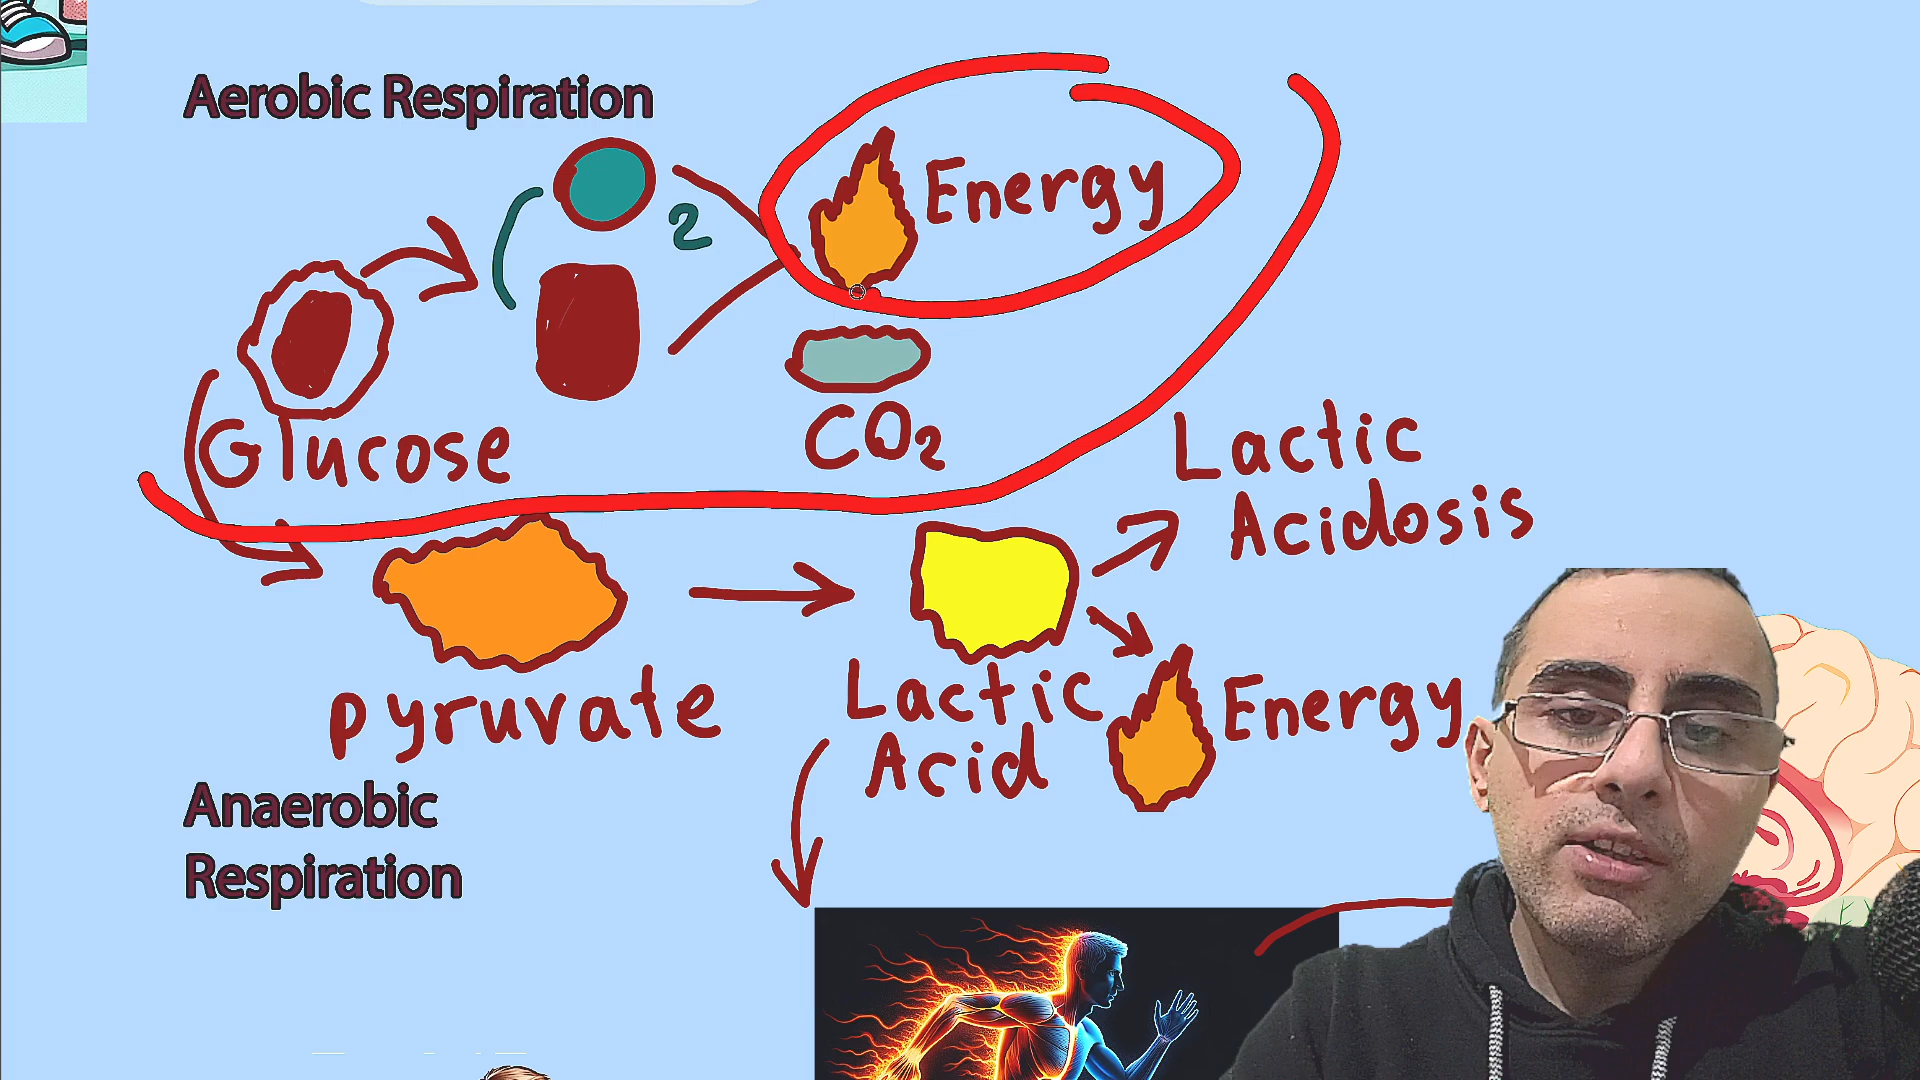 Aerobic Respiration
2
Energy
Glucose
CO2
Lactic
Acidosis
pyruvate
Lactic
Acid
Energy
Anaerobic
Respiration